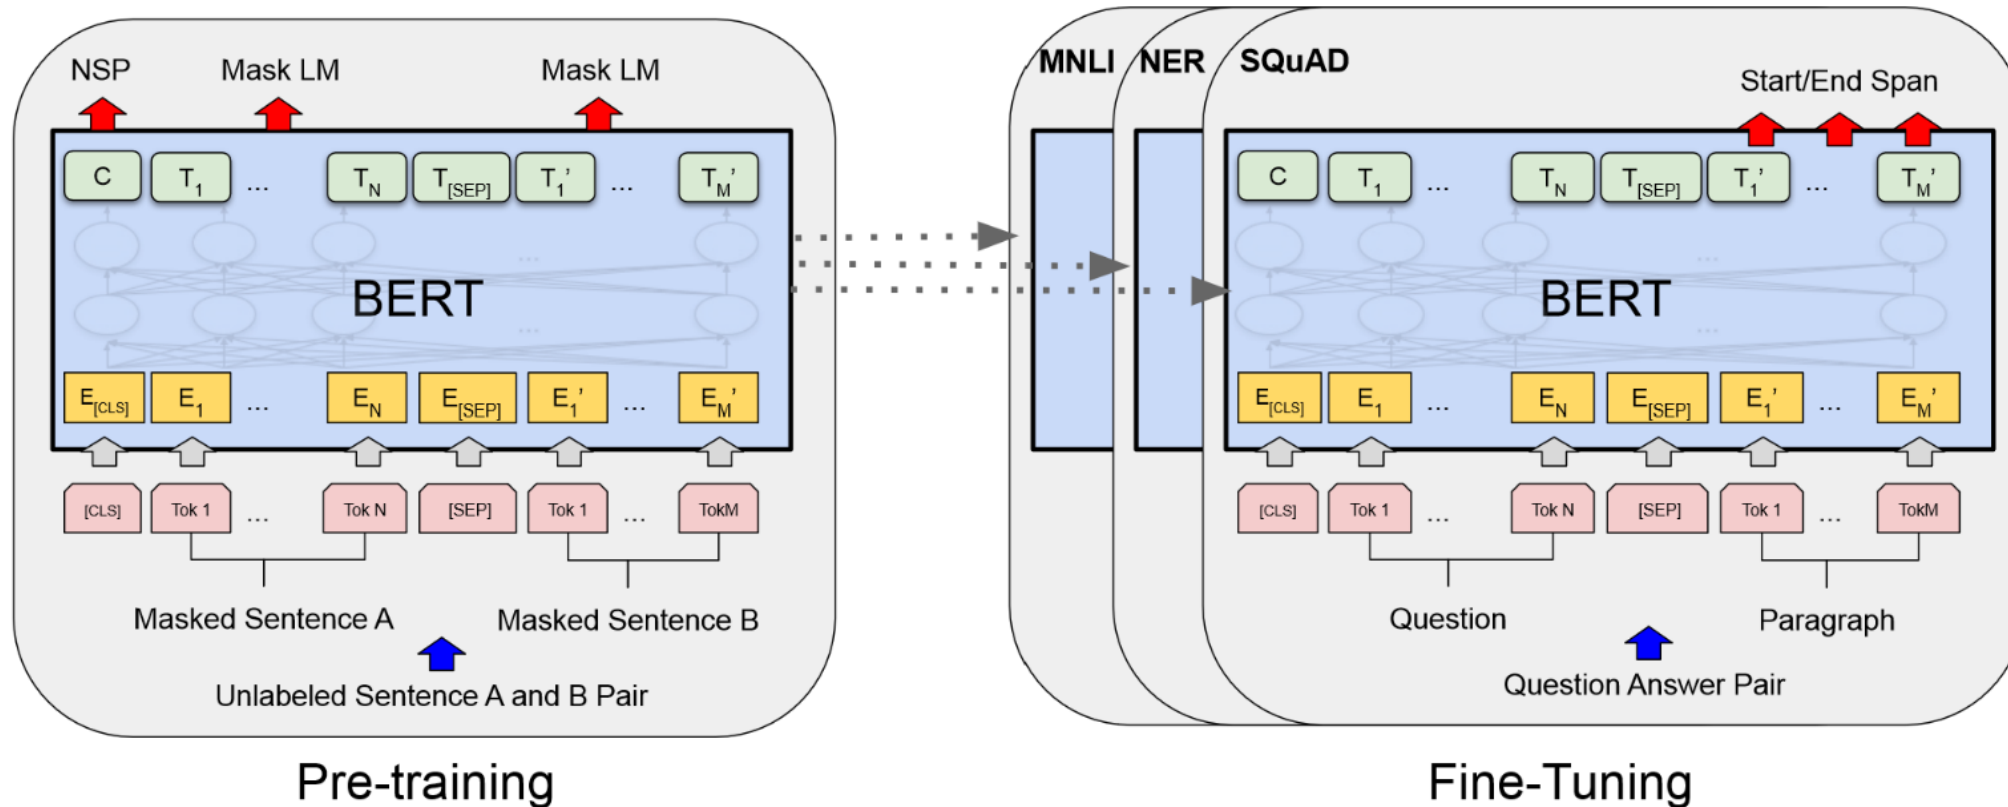 NSP Mask LM Mask LM
C T1 ... TN T[SEP] T1' ... TM'
...
BERT
...
E[CLS] E1 ... EN E[SEP] E1' ... EM'
[CLS] Tok 1 ... Tok N [SEP] Tok 1 ... TokM
Masked Sentence A Masked Sentence B
Unlabeled Sentence A and B Pair
Pre-training
MNLI NER SQuAD
Start/End Span
C T1 ... TN T[SEP] T1' ... TM'
...
BERT
...
E[CLS] E1 ... EN E[SEP] E1' ... EM'
[CLS] Tok 1 ... Tok N [SEP] Tok 1 ... TokM
Question Paragraph
Question Answer Pair
Fine-Tuning